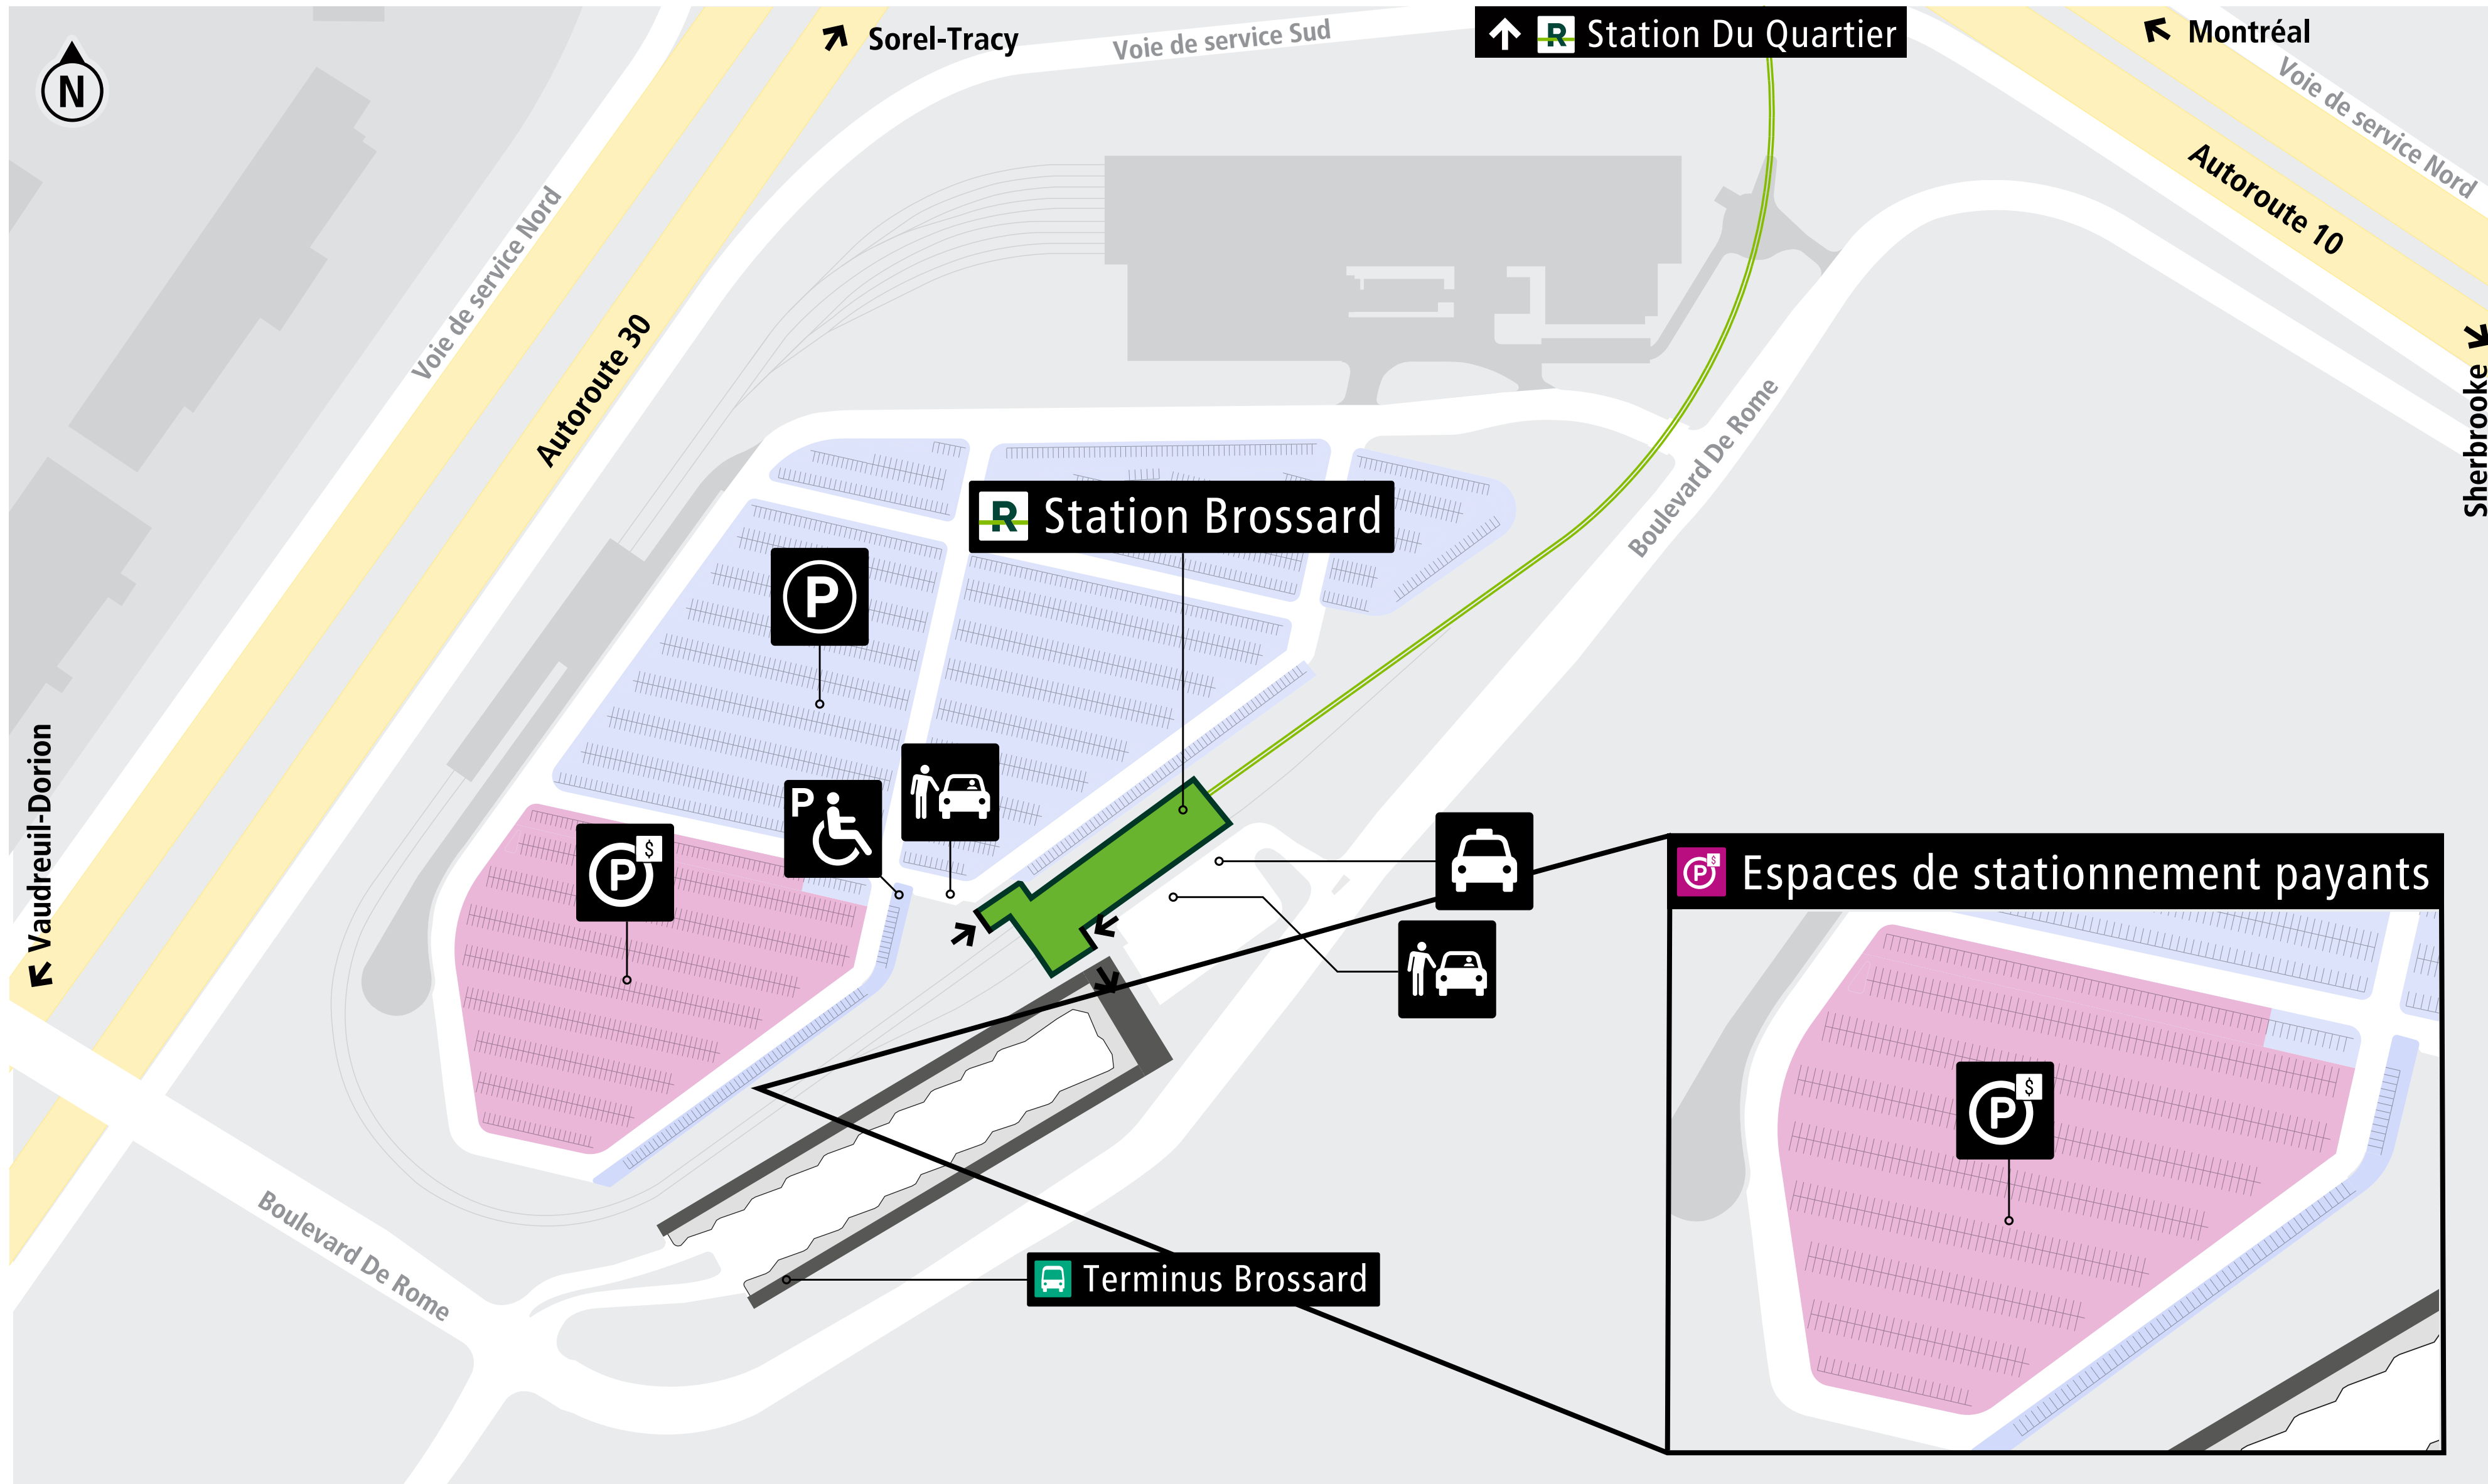 N
Sorel-Tracy
Voie de service Sud
R Station Du Quartier
Montréal
Voie de service Nord
Autoroute 10
Sherbrooke
Voie de service Nord
Autoroute 30
Boulevard De Rome
R Station Brossard
P
P
P $
Vaudreuil-Dorion
P $ Espaces de stationnement payants
P $
Boulevard De Rome
Terminus Brossard